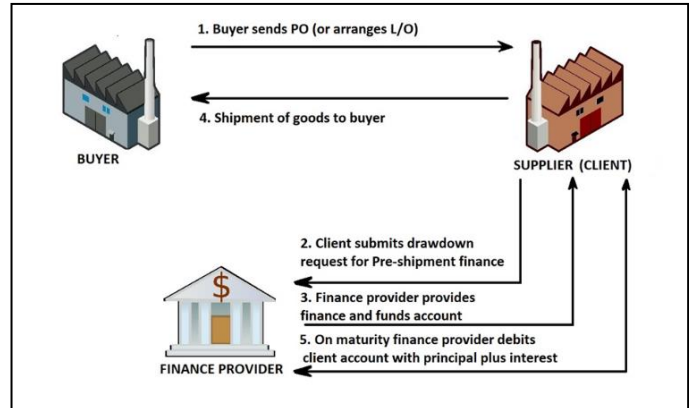 1. Buyer sends PO (or arranges L/O)
4. Shipment of goods to buyer
BUYER
SUPPLIER (CLIENT)
2. Client submits drawdown
request for Pre-shipment finance
$
3. Finance provider provides
finance and funds account
5. On maturity finance provider debits
client account with principal plus interest
FINANCE PROVIDER